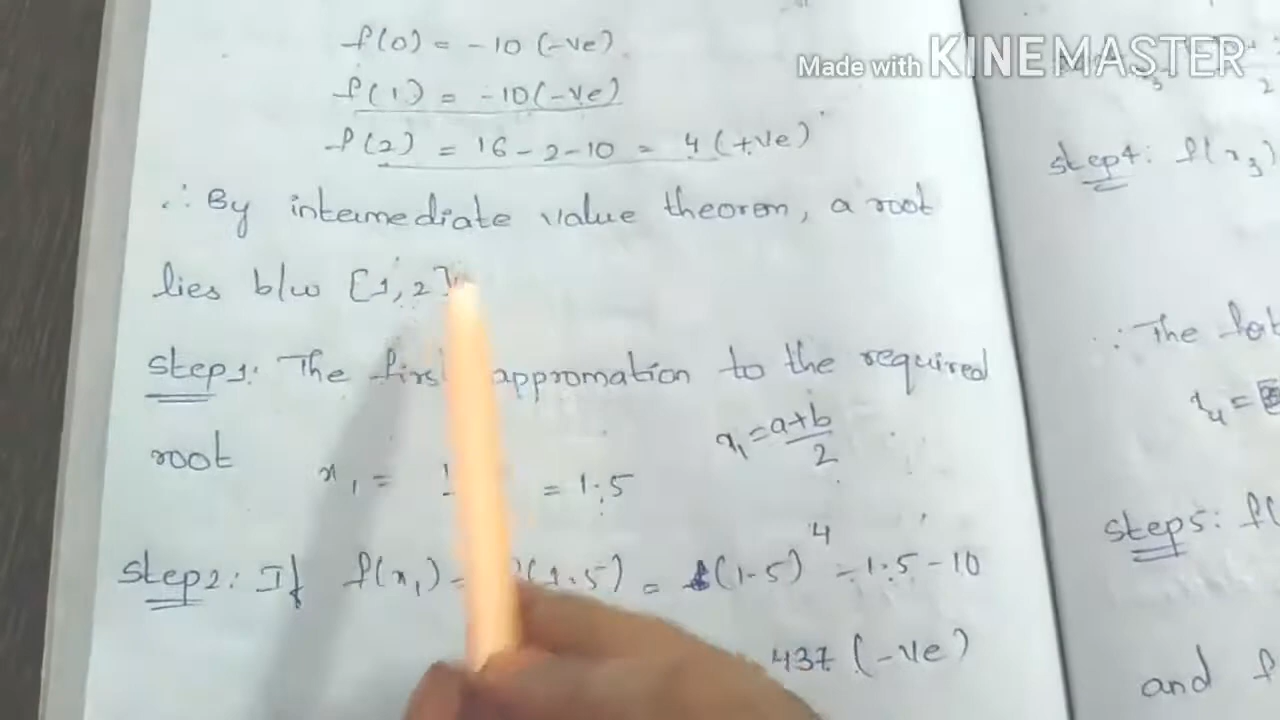 Made with KINEMASTER
f(0) = -10 (-ve)
f(1) = -10 (-ve)
f(2) = 16 - 2 - 10 = 4 (+ve)
∴ By intermediate value theorem, a root
lies b/w [1, 2]
Step1: The first appromation to the required
root x₁ = = 1.5 x₁ = a+b/2
Step2: If f(x₁) = f(1.5) = (1.5)⁴ - 1.5 - 10
437 (-ve)
2
Step4: f(x₃)
∴ The
x₄ =
Step5: f(
and f